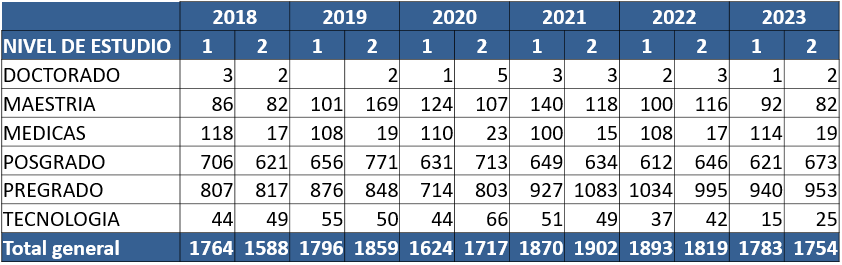 2018 2019 2020 2021 2022 2023
NIVEL DE ESTUDIO 1 2 1 2 1 2 1 2 1 2 1 2
DOCTORADO 3 2 2 1 5 3 3 2 3 1 2
MAESTRIA 86 82 101 169 124 107 140 118 100 116 92 82
MEDICAS 118 17 108 19 110 23 100 15 108 17 114 19
POSGRADO 706 621 656 771 631 713 649 634 612 646 621 673
PREGRADO 807 817 876 848 714 803 927 1083 1034 995 940 953
TECNOLOGIA 44 49 55 50 44 66 51 49 37 42 15 25
Total general 1764 1588 1796 1859 1624 1717 1870 1902 1893 1819 1783 1754